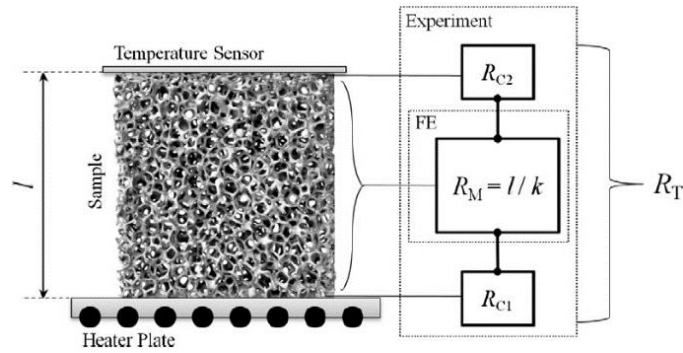 Temperature Sensor
l
Sample
Heater Plate
Experiment
R_C2
FE
R_M = l / k
R_C1
R_T